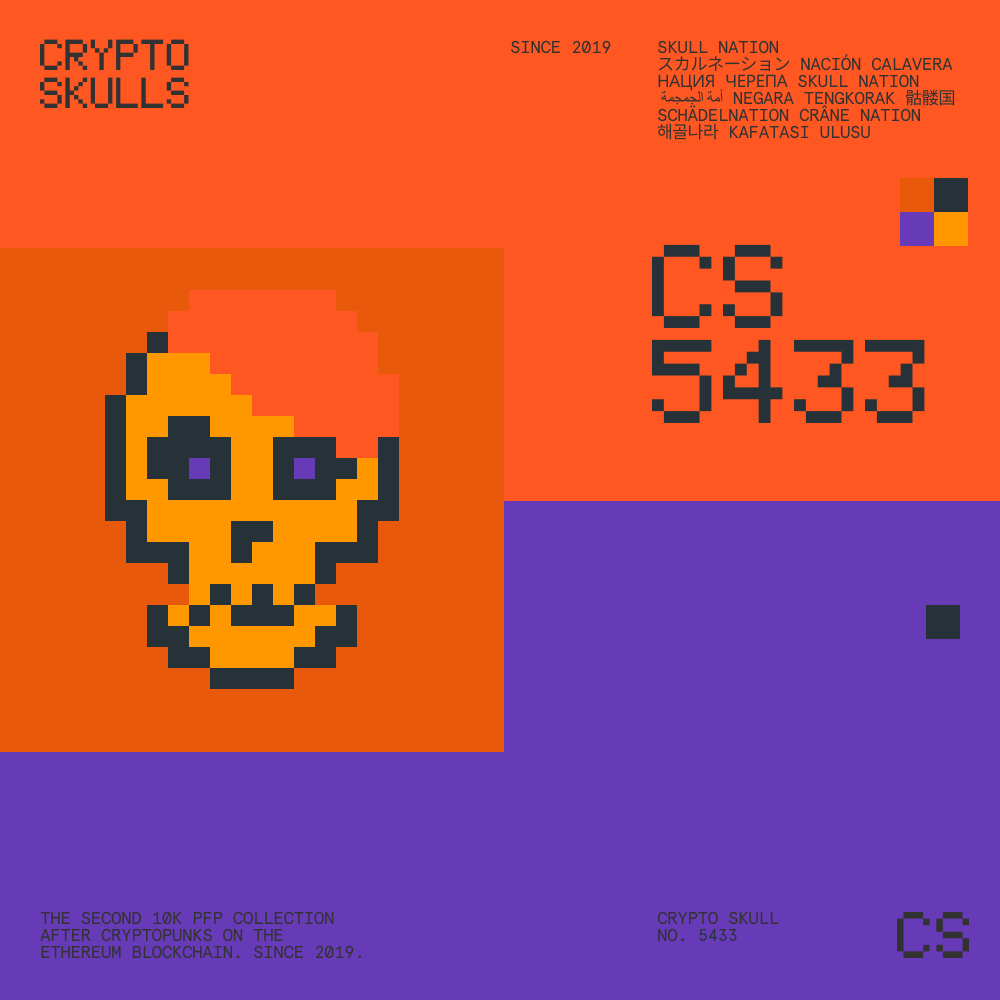 CRYPTO
SKULLS
SINCE 2019
SKULL NATION
スカルネーション NACIÓN CALAVERA
НАЦИЯ ЧЕРЕПА SKULL NATION
أمة الجمجمة NEGARA TENGKORAK 骷髅国
SCHÄDELNATION CRÂNE NATION
해골나라 KAFATASI ULUSU
CS
5433
THE SECOND 10K PFP COLLECTION
AFTER CRYPTOPUNKS ON THE
ETHEREUM BLOCKCHAIN. SINCE 2019.
CRYPTO SKULL
NO. 5433
CS